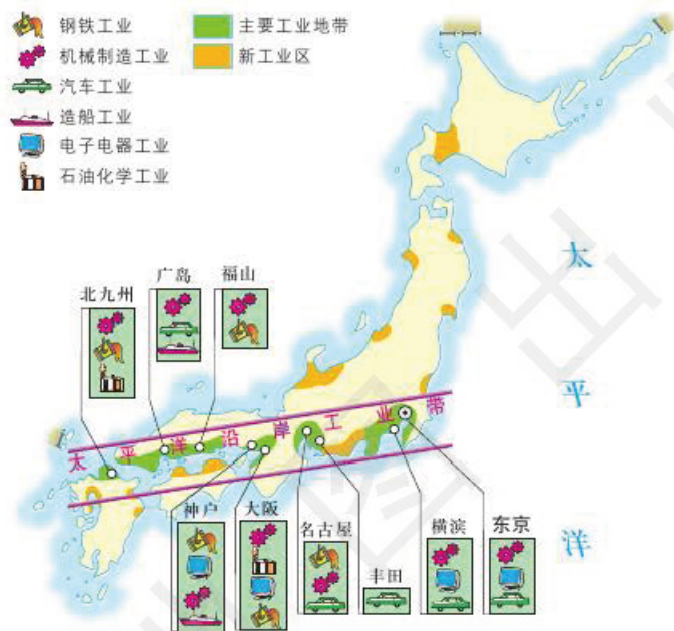 钢铁工业
主要工业地带
机械制造工业
新工业区
汽车工业
造船工业
电子电器工业
石油化学工业
太平洋
北九州
广岛
福山
太平洋沿岸工业带
神户
大阪
名古屋
丰田
横滨
东京